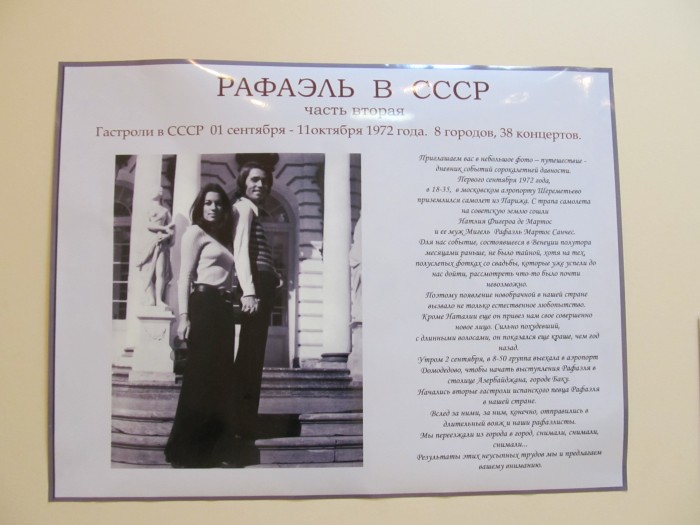 РАФАЭЛЬ В СССР
часть вторая
Гастроли в СССР 01 сентября - 11октября 1972 года. 8 городов, 38 концертов.
Приглашаем вас в небольшое фото – путешествие -
дневник событий сорокалетней давности.
Первого сентября 1972 года,
в 18-35, в московском аэропорту Шереметьево
приземлился самолет из Парижа. С трапа самолета
на советскую землю сошли
Наталия Фигероа де Мартос
и ее муж Мигель Рафаэль Мартос Санчес.
Для нас событие, состоявшееся в Венеции полутора
месяцами раньше, не было тайной, хотя на тех,
полуслепых фотках со свадьбы, которые уже успели до
нас дойти, рассмотреть что-то было почти
невозможно.
Поэтому появление новобрачной в нашей стране
вызвало не только естественное любопытство.
Кроме Наталии еще он привез нам свое совершенно
новое лицо. Сильно похудевший,
с длинными волосами, он показался еще краше, чем год
назад.
Утром 2 сентября, в 8-50 группа выехала в аэропорт
Домодедово, чтобы начать выступления Рафаэля в
столице Азербайджана, городе Баку.
Начались вторые гастроли испанского певца Рафаэля
в нашей стране.
Вслед за ними, за ним, конечно, отправились в
длительный вояж и наши рафаэлисты.
Мы переезжали из города в город, снимали, снимали,
снимали...
Результаты этих неусыпных трудов мы и предлагаем
вашему вниманию.